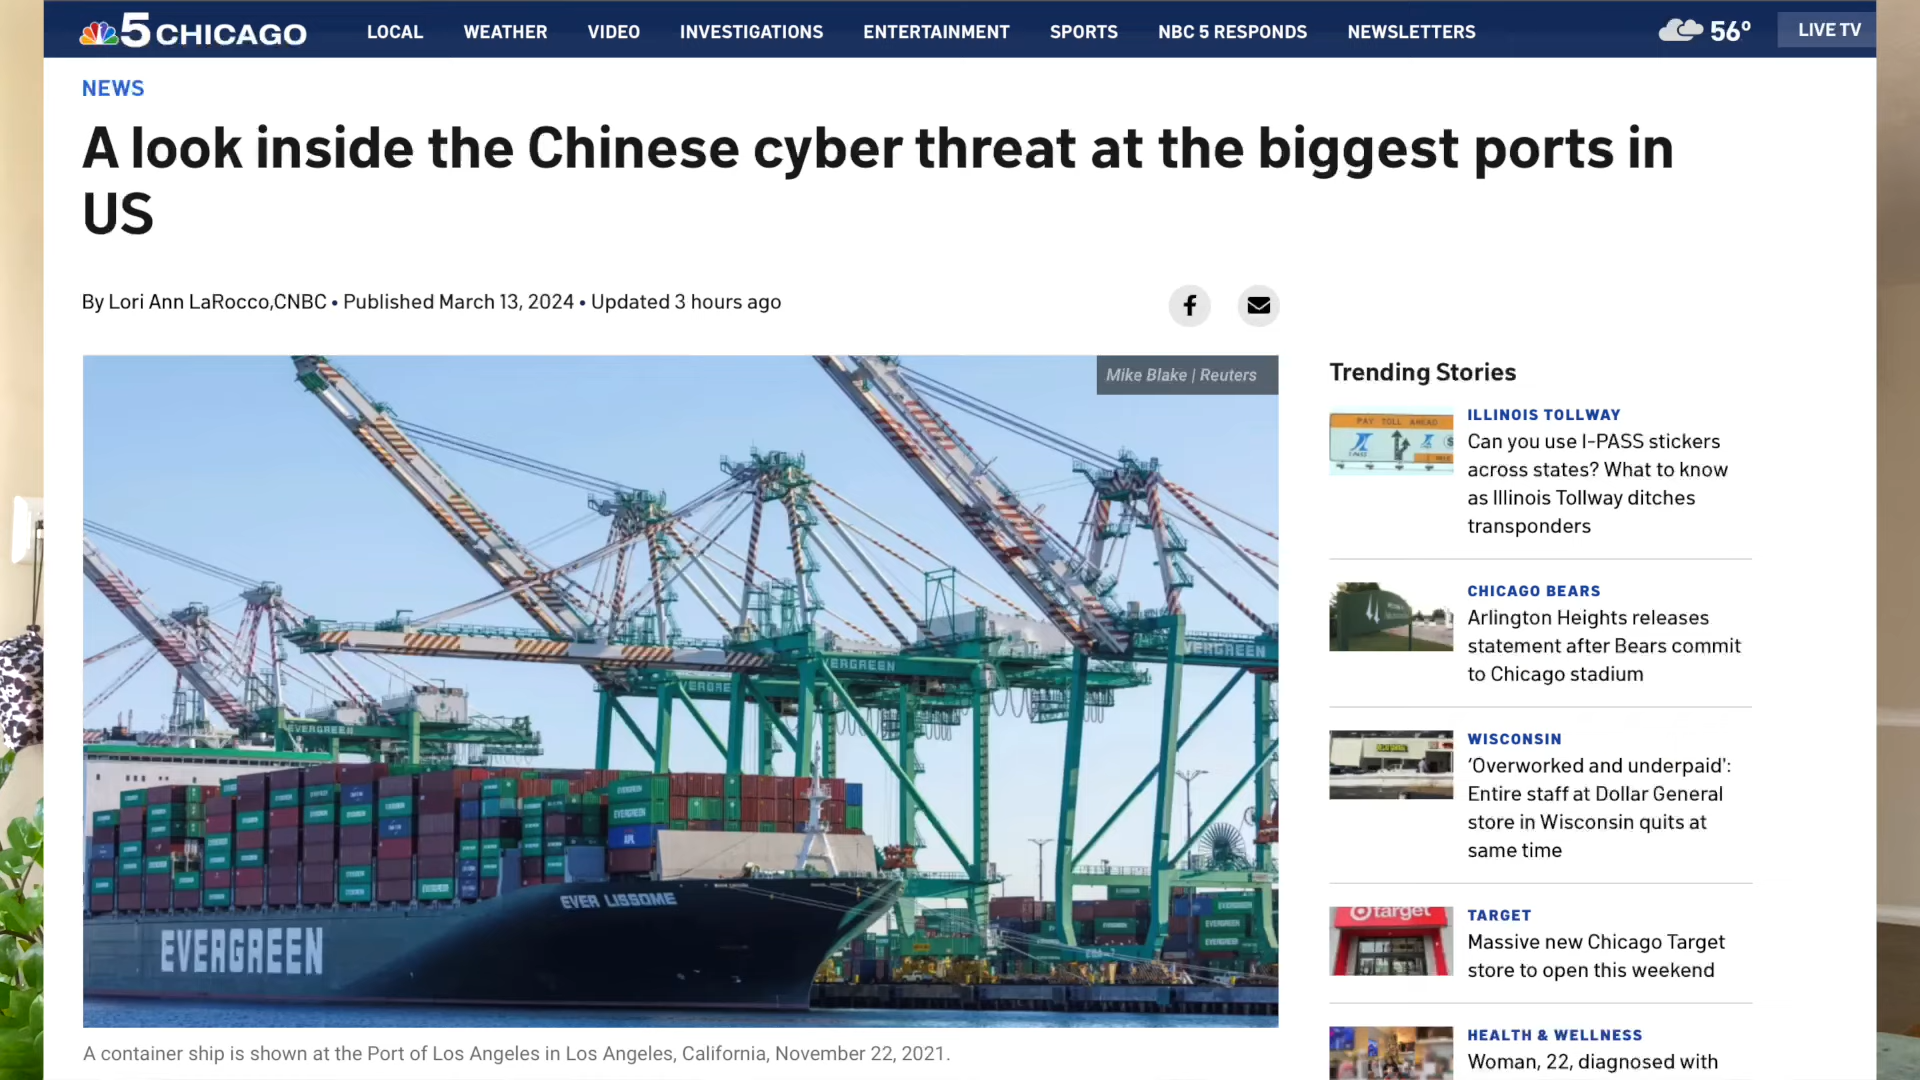 5 CHICAGO LOCAL WEATHER VIDEO INVESTIGATIONS ENTERTAINMENT SPORTS NBC 5 RESPONDS NEWSLETTERS 56° LIVE TV
NEWS
A look inside the Chinese cyber threat at the biggest ports in
US
By Lori Ann LaRocco,CNBC • Published March 13, 2024 • Updated 3 hours ago
Mike Blake | Reuters
EVERGREEN
EVERGREEN
EVERGREEN
EVERGREEN
EVER LISSOME
EVERGREEN
A container ship is shown at the Port of Los Angeles in Los Angeles, California, November 22, 2021.
Trending Stories
PAY TOLL AHEAD
ILLINOIS TOLLWAY
Can you use I-PASS stickers
across states? What to know
as Illinois Tollway ditches
transponders
CHICAGO BEARS
Arlington Heights releases
statement after Bears commit
to Chicago stadium
WISCONSIN
‘Overworked and underpaid’:
Entire staff at Dollar General
store in Wisconsin quits at
same time
target
TARGET
Massive new Chicago Target
store to open this weekend
HEALTH & WELLNESS
Woman, 22, diagnosed with